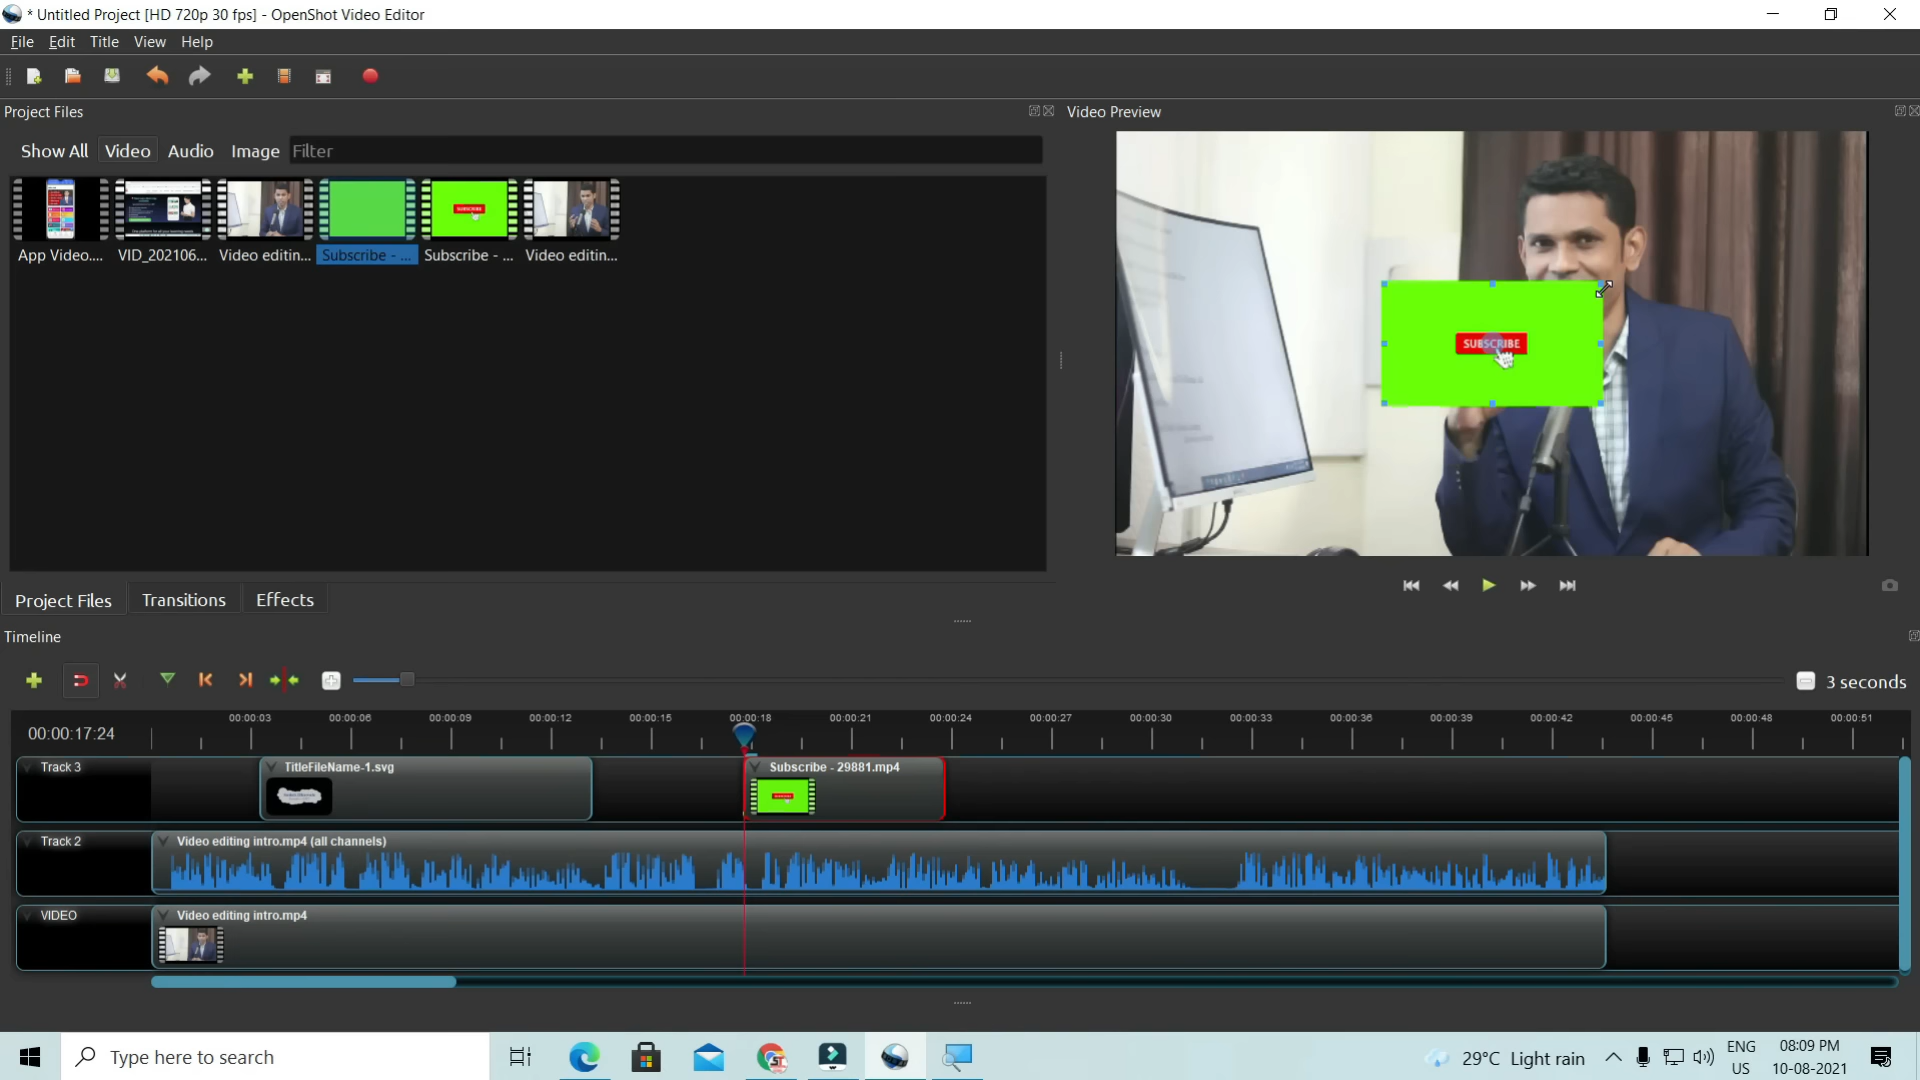 * Untitled Project [HD 720p 30 fps] - OpenShot Video Editor
File Edit Title View Help
Project Files
Video Preview
Show All Video Audio Image Filter
App Video.... VID_202106... Video editin... Subscribe - ... Subscribe - ... Video editin...
SUBSCRIBE
Project Files Transitions Effects
Timeline
3 seconds
00:00:17:24
00:00:03 00:00:06 00:00:09 00:00:12 00:00:15 00:00:18 00:00:21 00:00:24 00:00:27 00:00:30 00:00:33 00:00:36 00:00:39 00:00:42 00:00:45 00:00:48 00:00:51
Track 3
TitleFileName-1.svg
Subscribe - 29881.mp4
Track 2
Video editing intro.mp4 (all channels)
VIDEO
Video editing intro.mp4
Type here to search
29°C Light rain
ENG
US
08:09 PM
10-08-2021